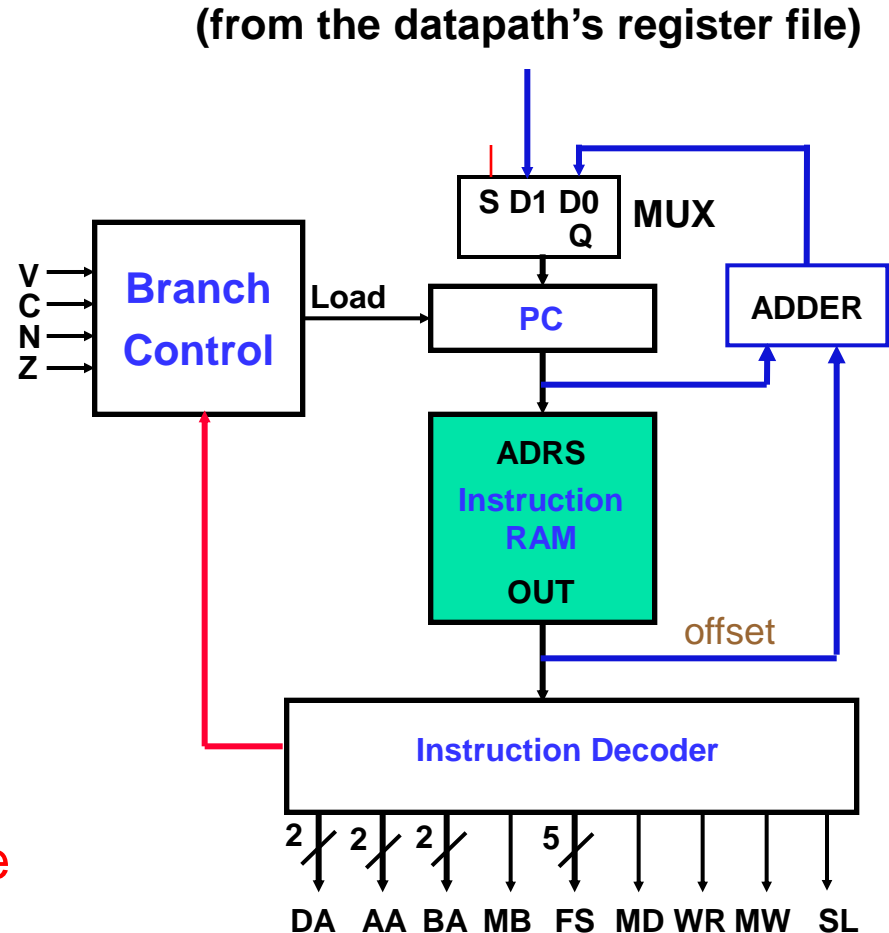 (from the datapath's register file)
S D1 D0
Q
MUX
V
C
N
Z
Branch
Control
Load
PC
ADDER
ADRS
Instruction
RAM
OUT
offset
Instruction Decoder
2 2 2 5
DA AA BA MB FS MD WR MW SL
e